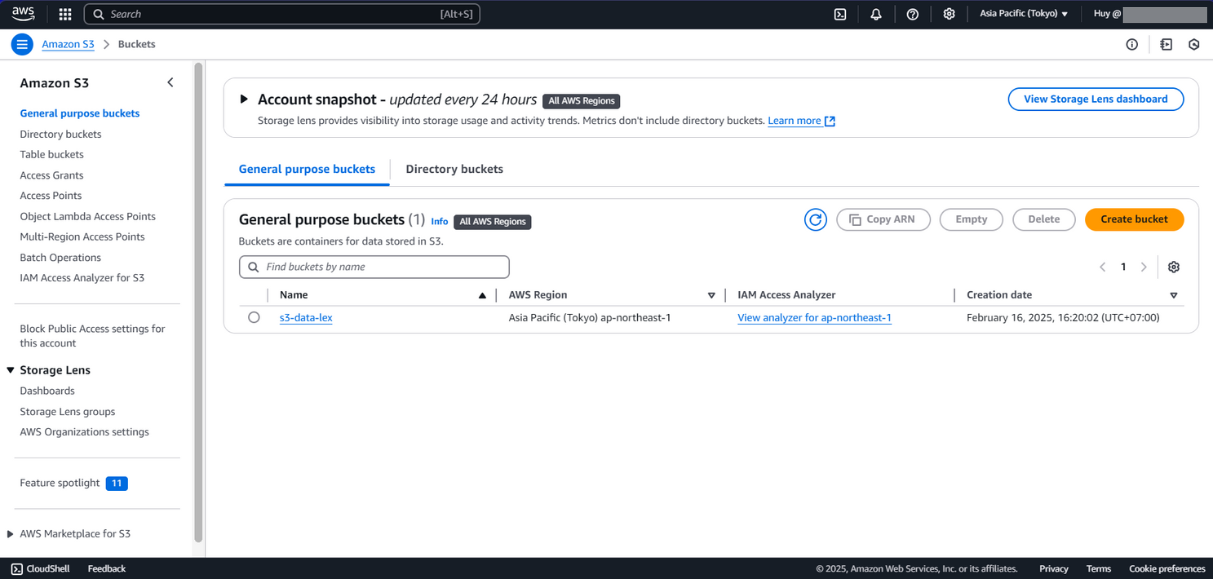 aws Search [Alt+S] Asia Pacific (Tokyo) Huy @
Amazon S3 > Buckets
Amazon S3
General purpose buckets
Directory buckets
Table buckets
Access Grants
Access Points
Object Lambda Access Points
Multi-Region Access Points
Batch Operations
IAM Access Analyzer for S3
Block Public Access settings for
this account
Storage Lens
Dashboards
Storage Lens groups
AWS Organizations settings
Feature spotlight 11
AWS Marketplace for S3
Account snapshot - updated every 24 hours All AWS Regions View Storage Lens dashboard
Storage lens provides visibility into storage usage and activity trends. Metrics don't include directory buckets. Learn more
General purpose buckets Directory buckets
General purpose buckets (1) Info All AWS Regions Copy ARN Empty Delete Create bucket
Buckets are containers for data stored in S3.
Find buckets by name 1
Name AWS Region IAM Access Analyzer Creation date
s3-data-lex Asia Pacific (Tokyo) ap-northeast-1 View analyzer for ap-northeast-1 February 16, 2025, 16:20:02 (UTC+07:00)
CloudShell Feedback © 2025, Amazon Web Services, Inc. or its affiliates. Privacy Terms Cookie preferences